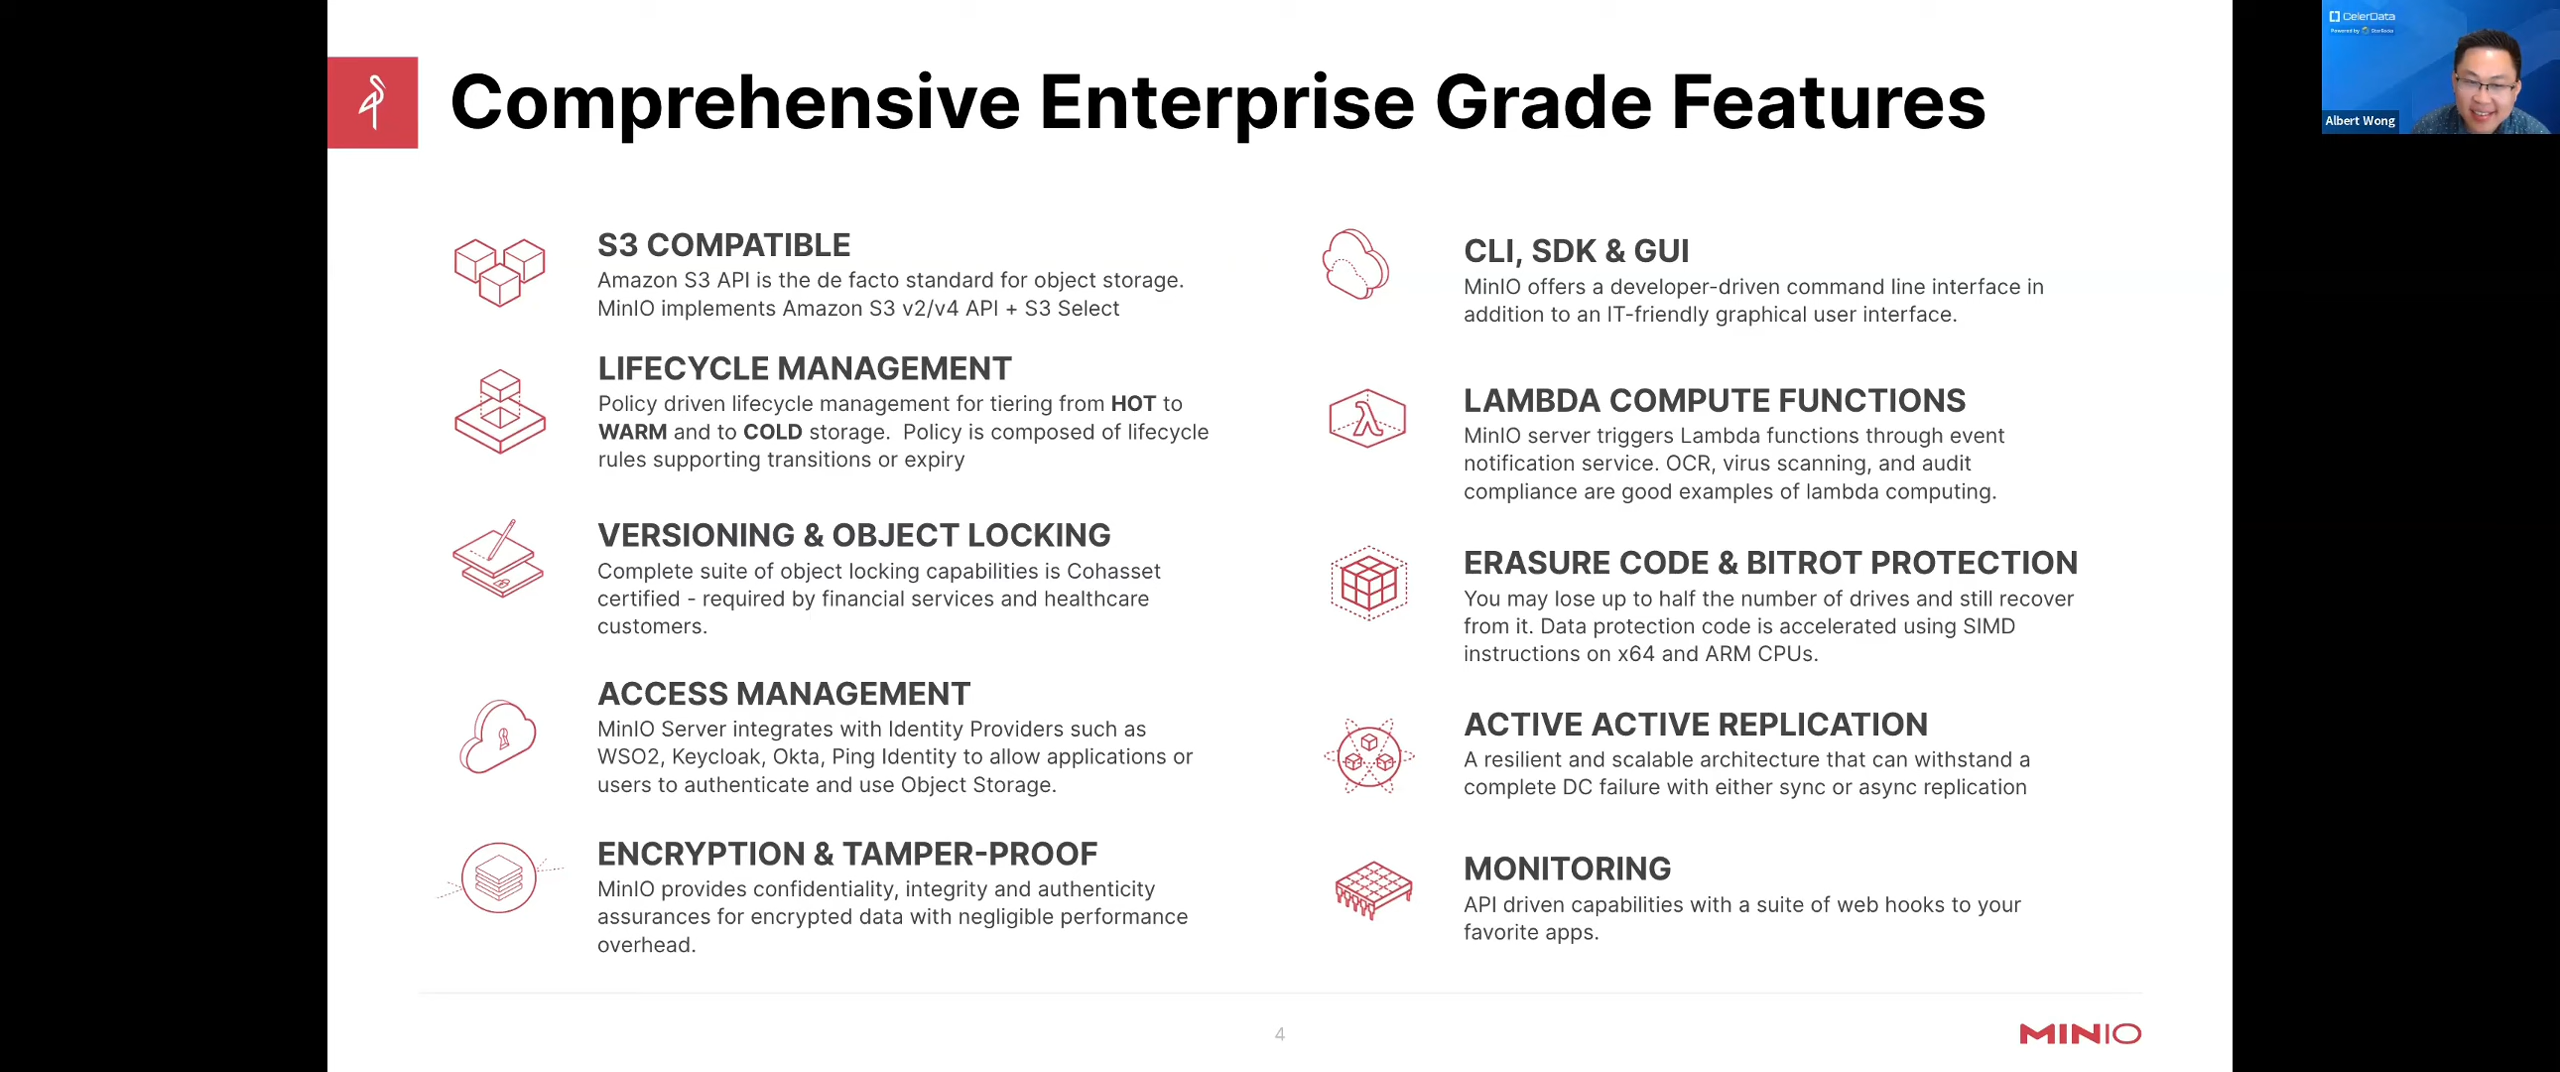 Comprehensive Enterprise Grade Features
S3 COMPATIBLE
Amazon S3 API is the de facto standard for object storage.
MinIO implements Amazon S3 v2/v4 API + S3 Select
LIFECYCLE MANAGEMENT
Policy driven lifecycle management for tiering from HOT to
WARM and to COLD storage.  Policy is composed of lifecycle
rules supporting transitions or expiry
VERSIONING & OBJECT LOCKING
Complete suite of object locking capabilities is Cohasset
certified - required by financial services and healthcare
customers.
ACCESS MANAGEMENT
MinIO Server integrates with Identity Providers such as
WSO2, Keycloak, Okta, Ping Identity to allow applications or
users to authenticate and use Object Storage.
ENCRYPTION & TAMPER-PROOF
MinIO provides confidentiality, integrity and authenticity
assurances for encrypted data with negligible performance
overhead.
CLI, SDK & GUI
MinIO offers a developer-driven command line interface in
addition to an IT-friendly graphical user interface.
LAMBDA COMPUTE FUNCTIONS
MinIO server triggers Lambda functions through event
notification service. OCR, virus scanning, and audit
compliance are good examples of lambda computing.
ERASURE CODE & BITROT PROTECTION
You may lose up to half the number of drives and still recover
from it. Data protection code is accelerated using SIMD
instructions on x64 and ARM CPUs.
ACTIVE ACTIVE REPLICATION
A resilient and scalable architecture that can withstand a
complete DC failure with either sync or async replication
MONITORING
API driven capabilities with a suite of web hooks to your
favorite apps.
4
MINIO
CelerData
Powered by StarRocks
Albert Wong